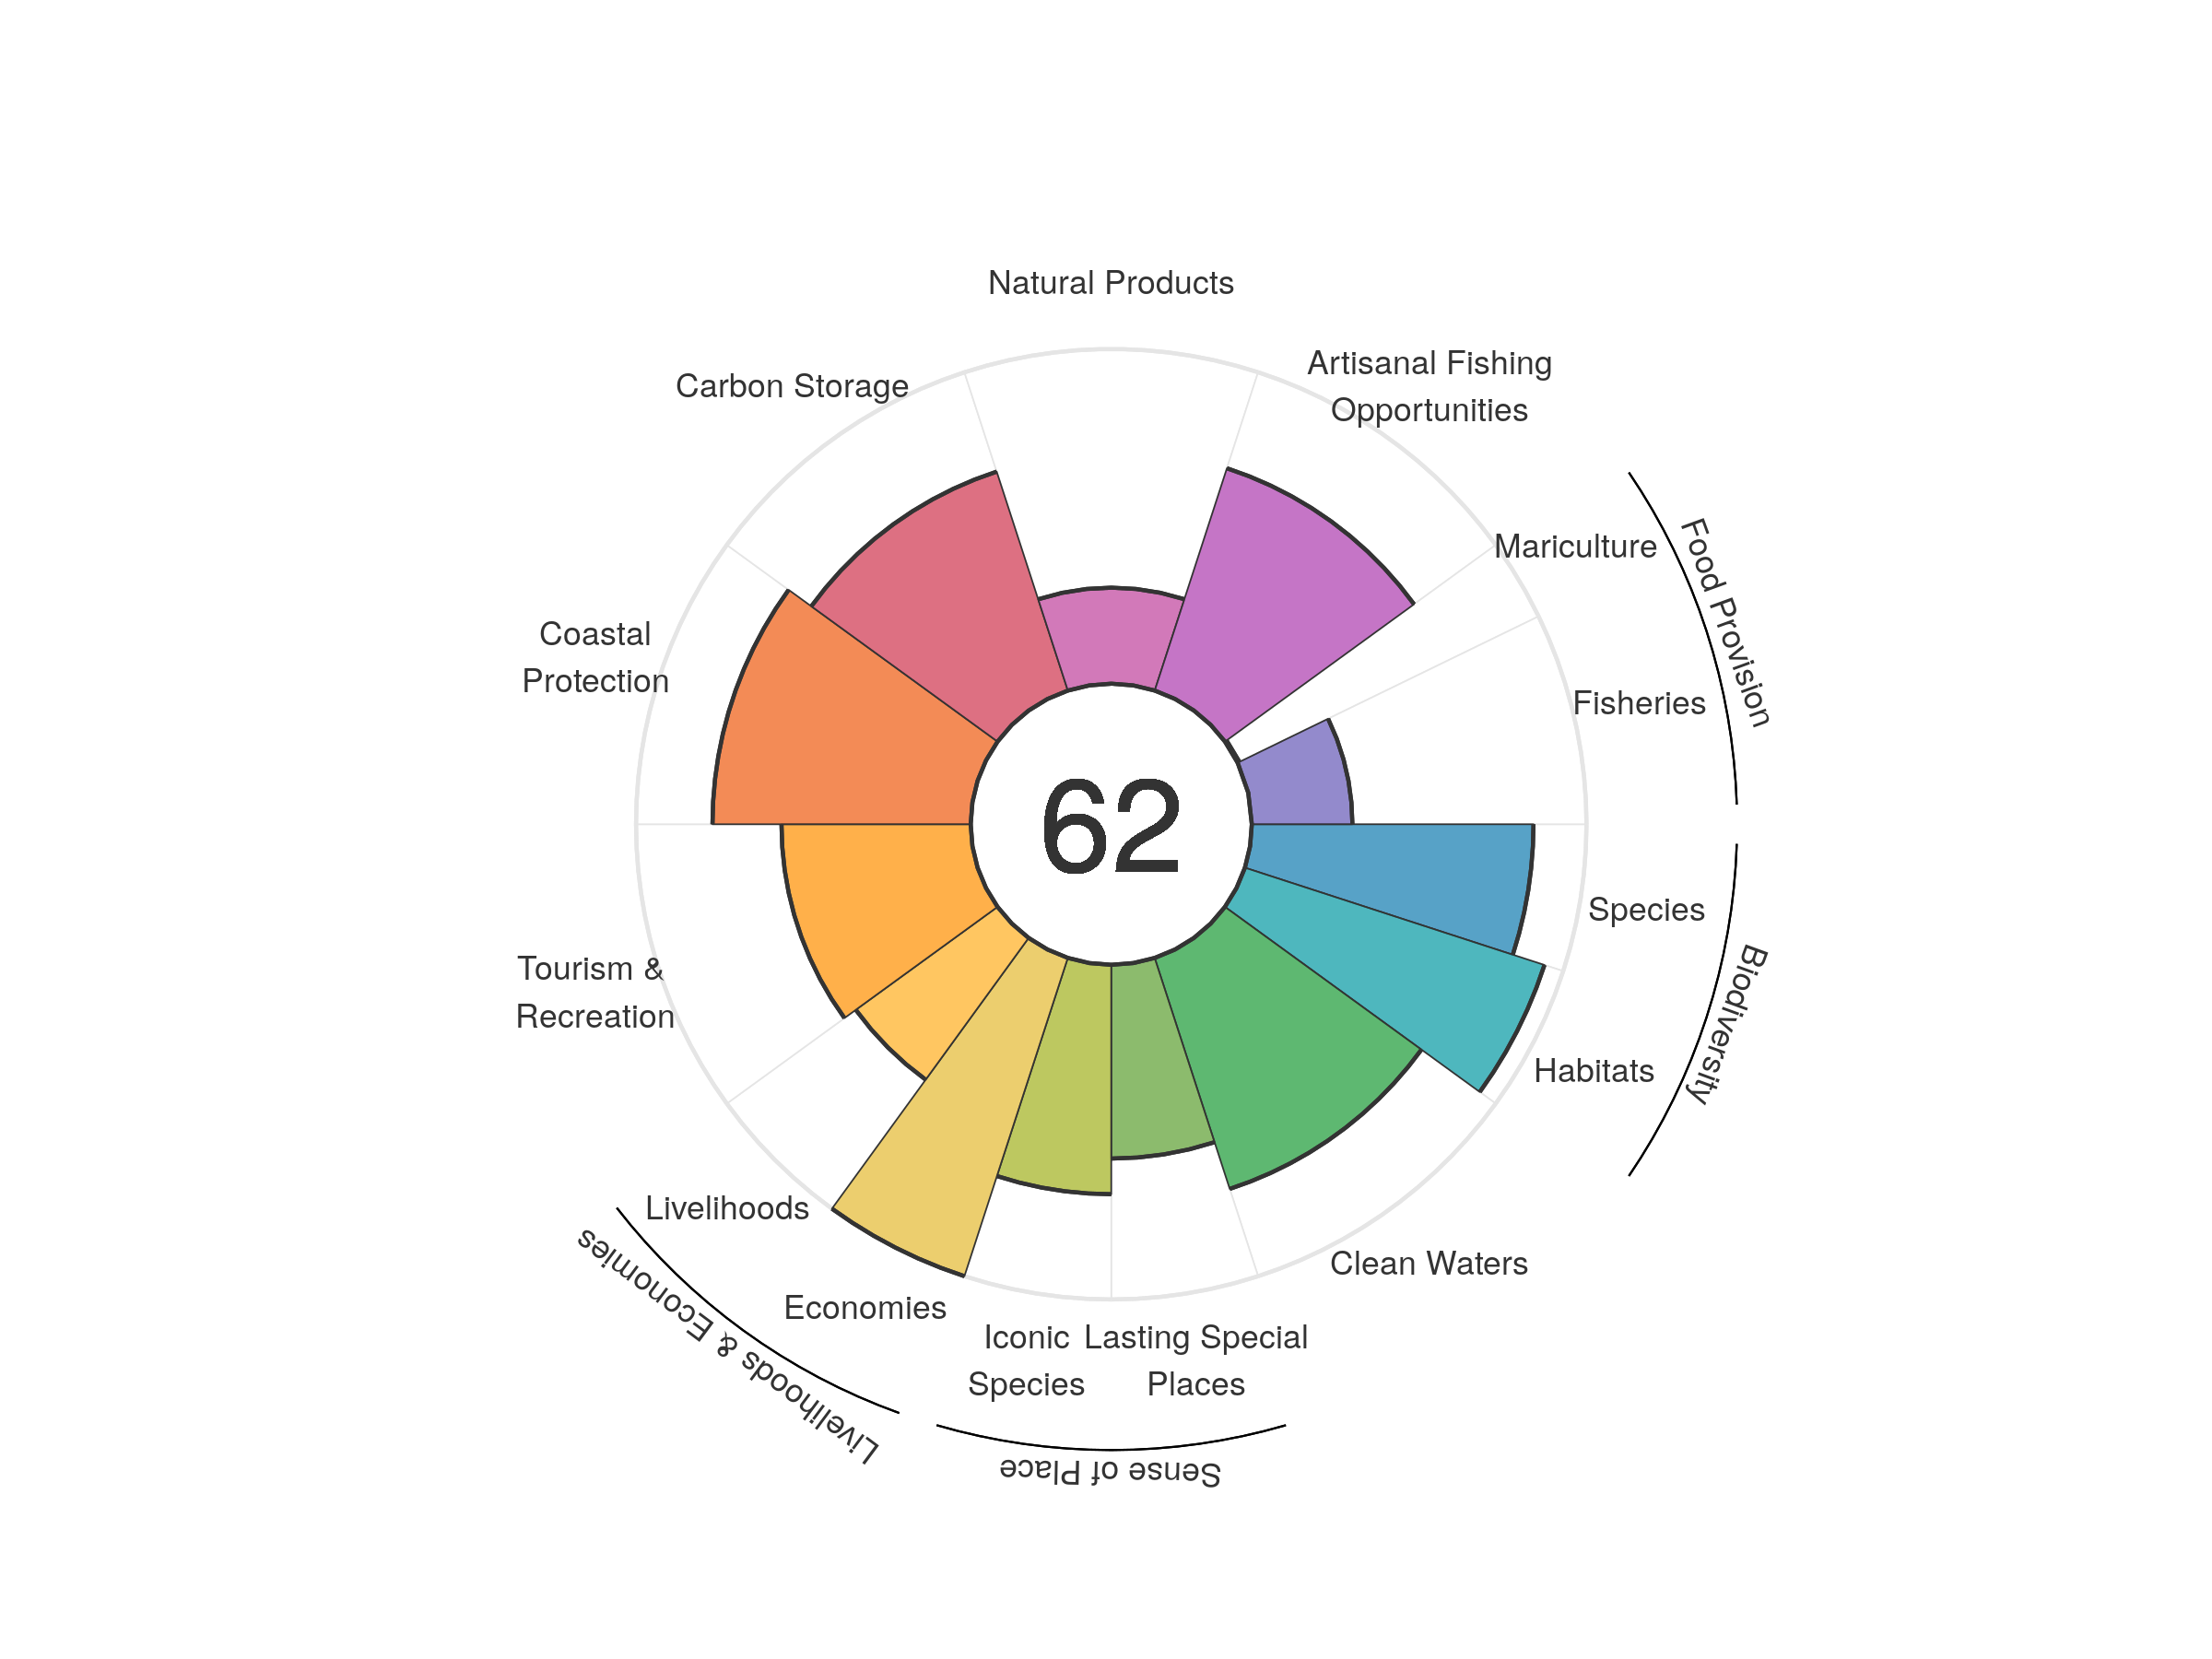 Natural Products
Artisanal Fishing
Opportunities
Carbon Storage
Mariculture
Food Provision
Coastal
Protection
Fisheries
62
Species
Biodiversity
Tourism &
Recreation
Habitats
Livelihoods
Clean Waters
Economies
Livelihoods & Economies
Iconic
Species
Lasting Special
Places
Sense of Place